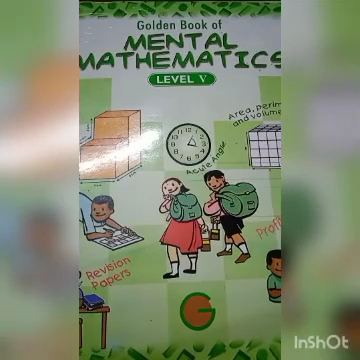 Golden Book of
MENTAL
MATHEMATICS
LEVEL V
Area, perim
and volume
Acute Angle
Profi
Revision
Papers
G
InShOt